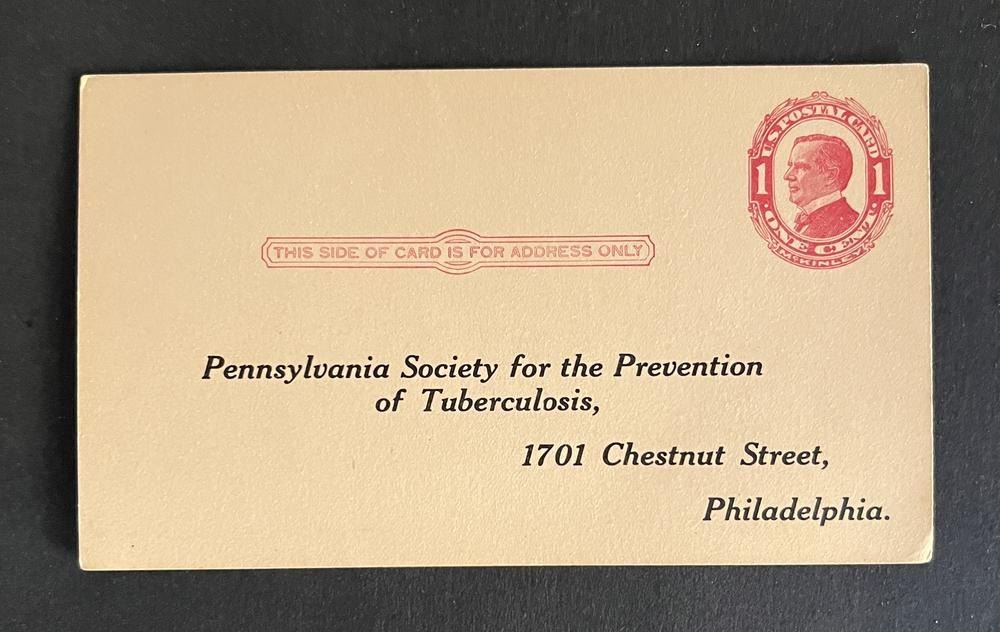 U.S. POSTAL CARD
1 1
ONE CENT
McKINLEY
THIS SIDE OF CARD IS FOR ADDRESS ONLY
Pennsylvania Society for the Prevention
of Tuberculosis,
1701 Chestnut Street,
Philadelphia.